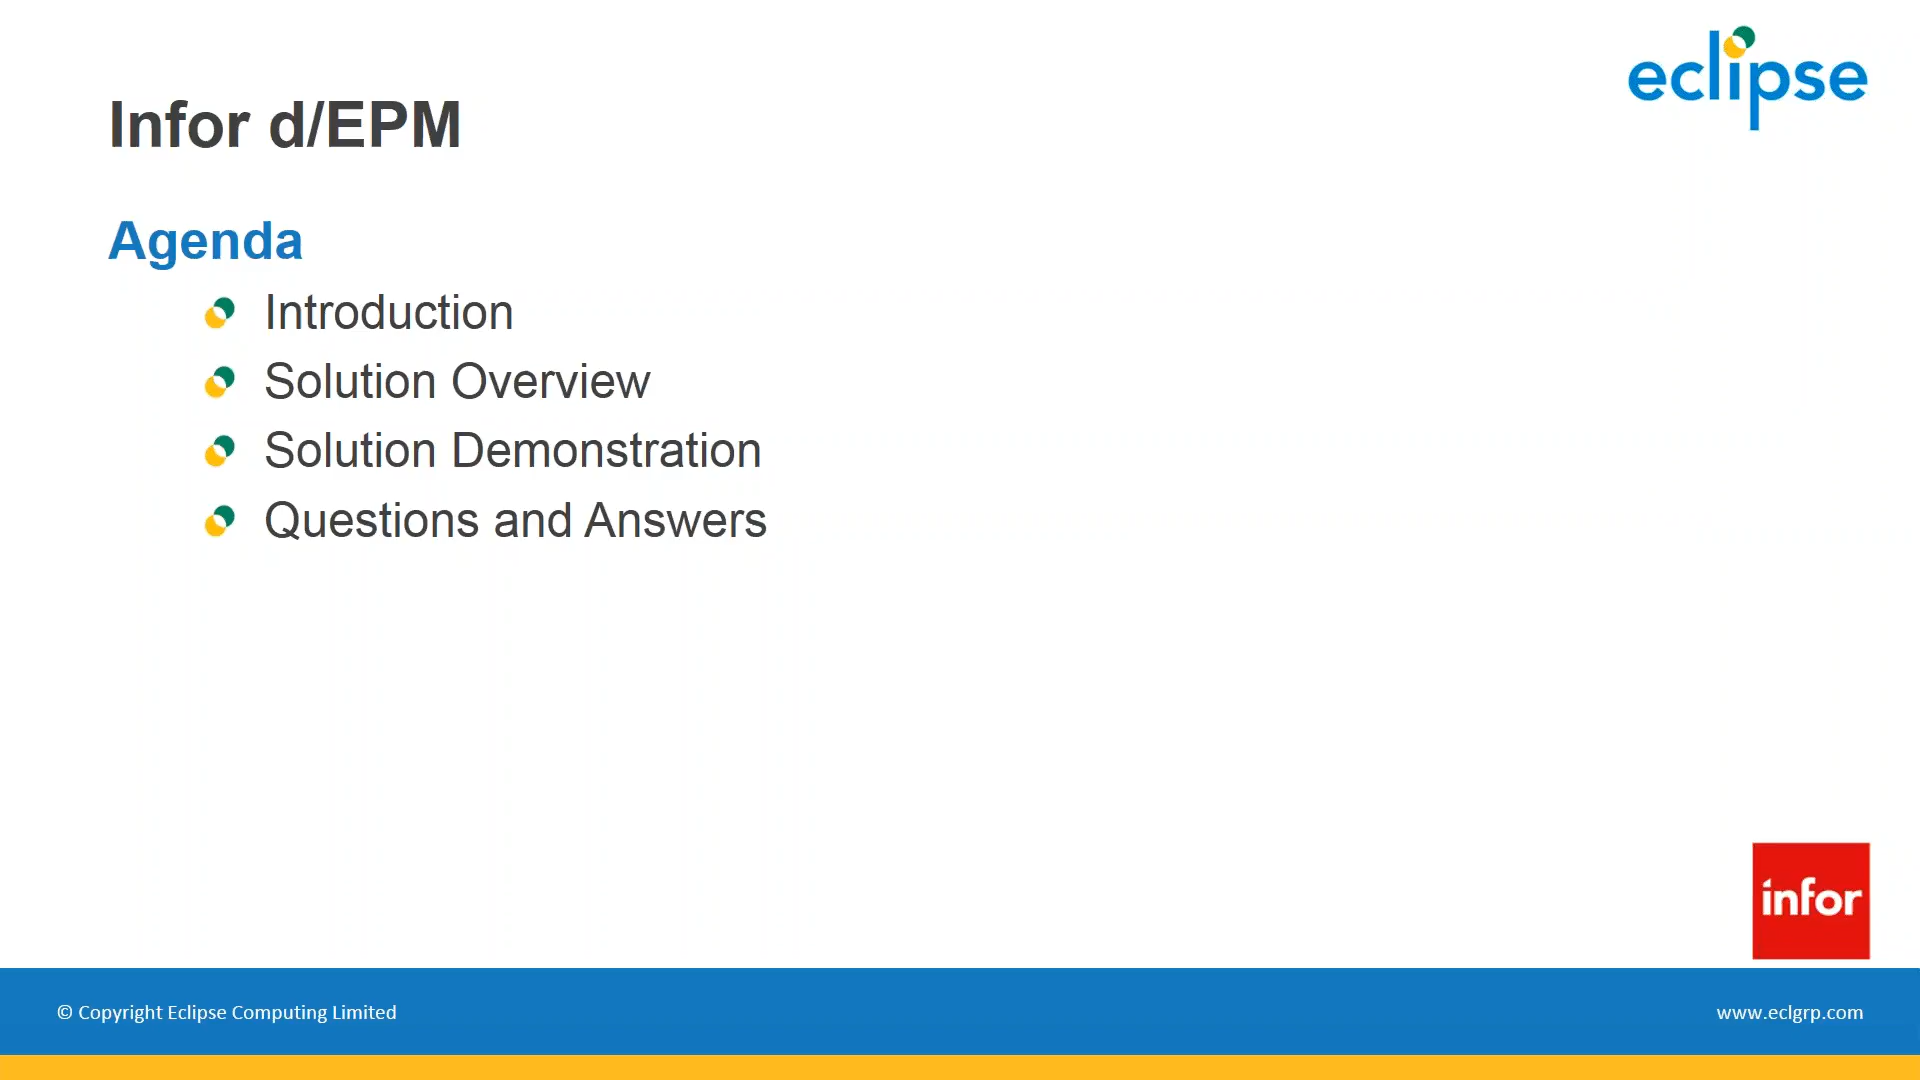 eclipse
Infor d/EPM
Agenda
Introduction
Solution Overview
Solution Demonstration
Questions and Answers
infor
© Copyright Eclipse Computing Limited
www.eclgrp.com